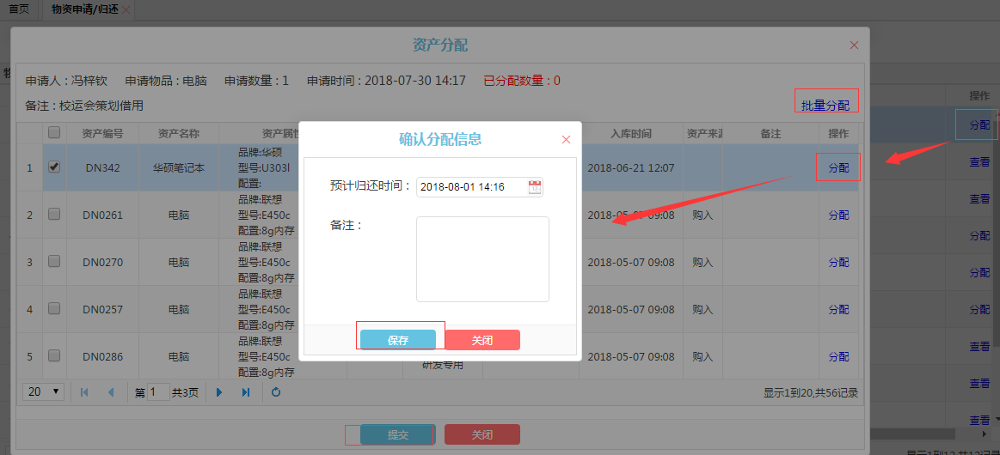 首页 物资申请/归还
资产分配
申请人 : 冯梓钦 申请物品 : 电脑 申请数量 : 1 申请时间 : 2018-07-30 14:17 已分配数量 : 0
备注 : 校运会策划借用
批量分配
操作
分配
查看
查看
分配
分配
分配
查看
查看
查看
资产编号 资产名称 资产属性 入库时间 资产来源 备注 操作
1 DN342 华硕笔记本 品牌:华硕 2018-06-21 12:07 分配
型号:U303l
配置:
2 DN0261 电脑 品牌:联想 2018-05-07 09:08 购入 分配
型号:E450c
配置:8g内存
3 DN0270 电脑 品牌:联想 2018-05-07 09:08 购入 分配
型号:E450c
配置:8g内存
4 DN0257 电脑 品牌:联想 2018-05-07 09:08 购入 分配
型号:E450c
配置:8g内存
5 DN0286 电脑 品牌:联想 2018-05-07 09:08 购入 分配
型号:E450c
配置:8g内存 研发专用
确认分配信息
预计归还时间 : 2018-08-01 14:16
备注 :
保存 关闭
20 第 1 共3页 显示1到20,共56记录
提交 关闭